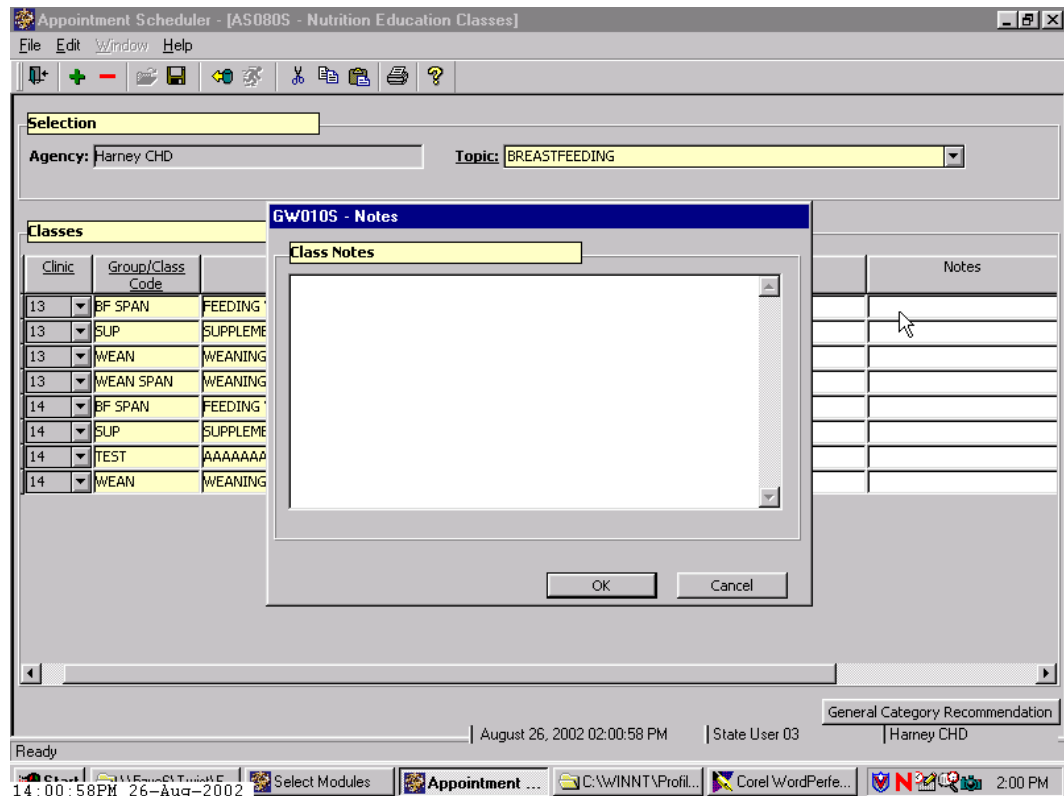 Appointment Scheduler - [AS080S - Nutrition Education Classes]
File Edit Window Help
Selection
Agency: Harney CHD Topic: BREASTFEEDING
GW010S - Notes
Classes
Class Notes
Clinic Group/Class Code Notes
13 BF SPAN FEEDING
13 SUP SUPPLEME
13 WEAN WEANING
13 WEAN SPAN WEANING
14 BF SPAN FEEDING
14 SUP SUPPLEME
14 TEST AAAAAAA
14 WEAN WEANING
OK Cancel
General Category Recommendation
August 26, 2002 02:00:58 PM State User 03 Harney CHD
Ready
Start Select Modules Appointment ... C:\WINNT\Profil... Corel WordPerfe... 2:00 PM
14:00:58PM 26-Aug-2002